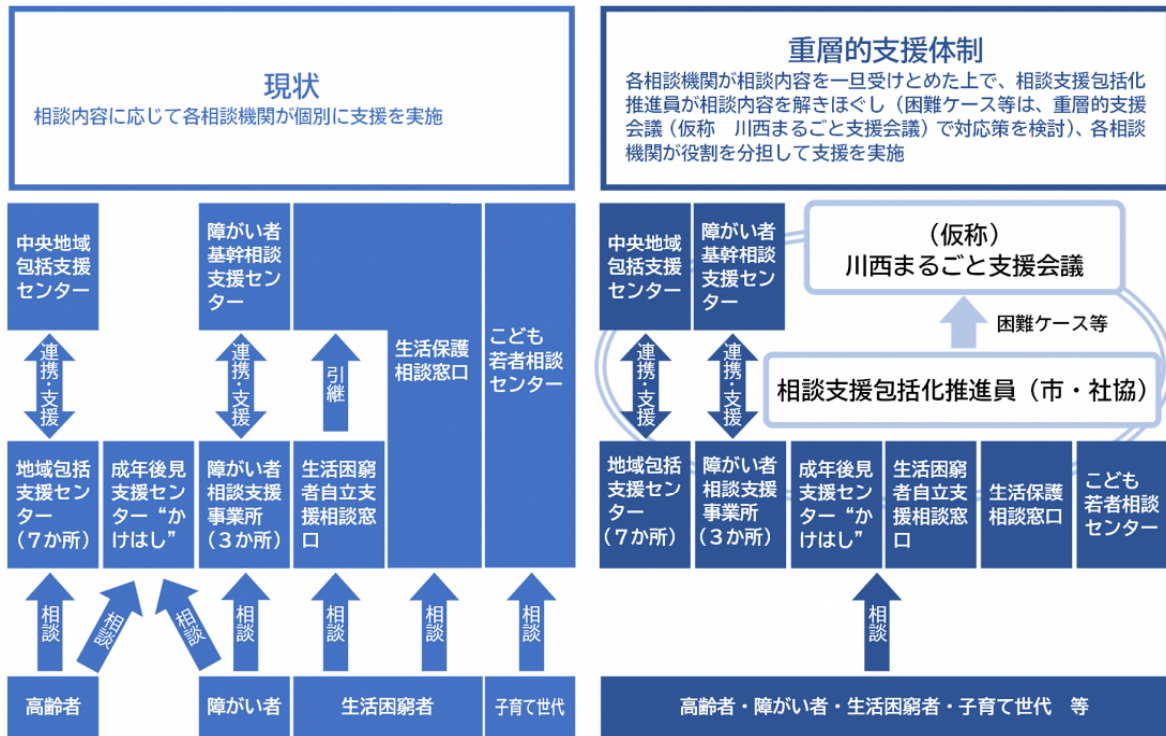 現状
相談内容に応じて各相談機関が個別に支援を実施
中央地域
包括支援
センター
障がい者
基幹相談
支援セン
ター
連携・支援
連携・支援
引継
生活保護
相談窓口
こども
若者相談
センター
地域包括
支援セン
ター
（７か所）
成年後見
支援セン
ター“か
けはし”
障がい者
相談支援
事業所
（３か所）
生活困窮
者自立支
援相談窓
口
相談
相談
相談
相談
相談
相談
相談
高齢者
障がい者
生活困窮者
子育て世代
重層的支援体制
各相談機関が相談内容を一旦受けとめた上で、相談支援包括化
推進員が相談内容を解きほぐし（困難ケース等は、重層的支援
会議（仮称　川西まるごと支援会議）で対応策を検討）、各相談
機関が役割を分担して支援を実施
中央地域
包括支援
センター
障がい者
基幹相談
支援セン
ター
（仮称）
川西まるごと支援会議
困難ケース等
連携・支援
連携・支援
相談支援包括化推進員（市・社協）
地域包括
支援セン
ター
（７か所）
障がい者
相談支援
事業所
（３か所）
成年後見
支援セン
ター“か
けはし”
生活困窮
者自立支
援相談窓
口
生活保護
相談窓口
こども
若者相談
センター
相談
高齢者・障がい者・生活困窮者・子育て世代　等